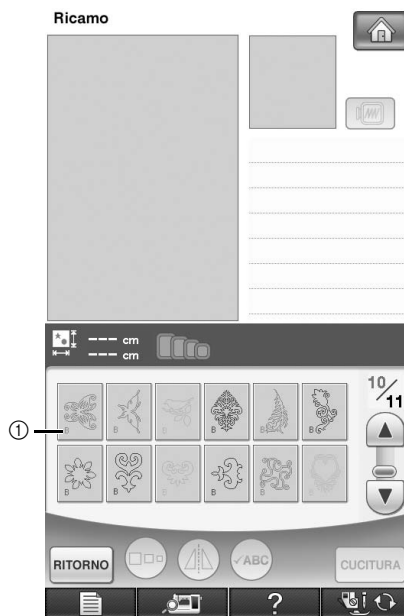 Ricamo
--- cm
--- cm
10/11
①
B B B B B B
B B B B B B
RITORNO
ABC
CUCITURA
?
i